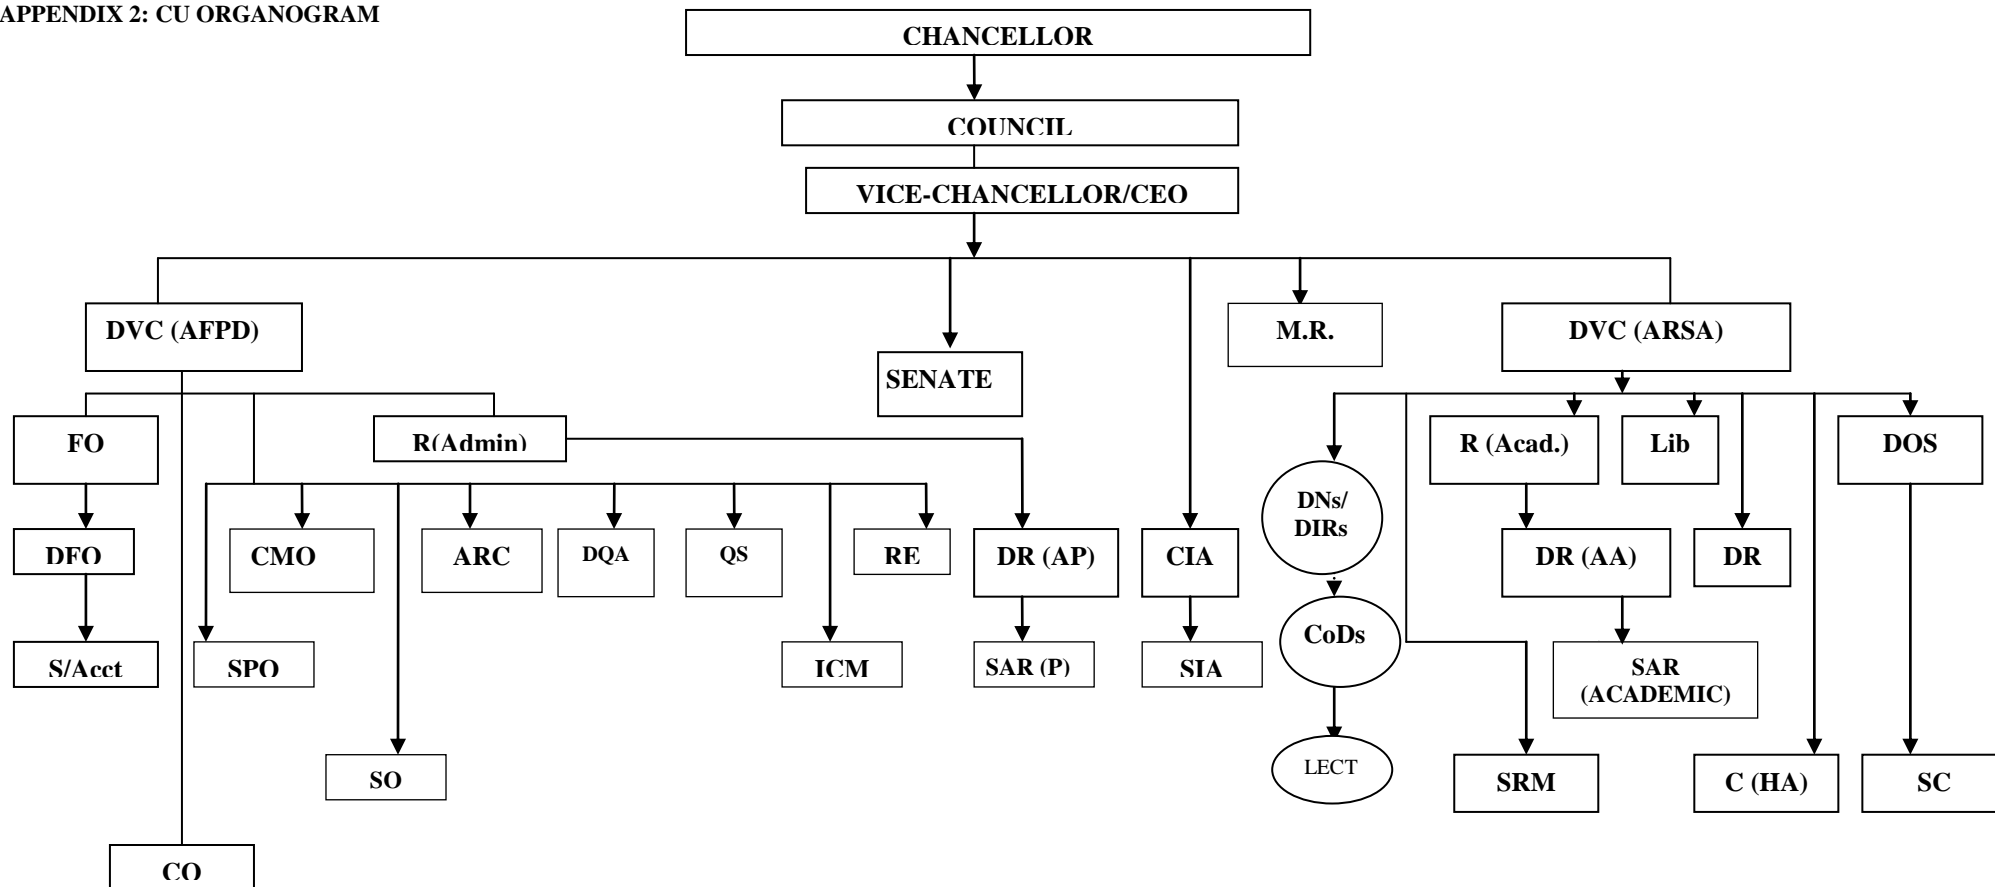 APPENDIX 2: CU ORGANOGRAM
CHANCELLOR
COUNCIL
VICE-CHANCELLOR/CEO
DVC (AFPD)
SENATE
M.R.
DVC (ARSA)
FO
R(Admin)
R (Acad.)
Lib
DOS
DNs/
DIRs
DFO
CMO
ARC
DQA
QS
RE
DR (AP)
CIA
DR (AA)
DR
S/Acct
SPO
ICM
SAR (P)
SIA
CoDs
SAR
(ACADEMIC)
SO
LECT
SRM
C (HA)
SC
CO